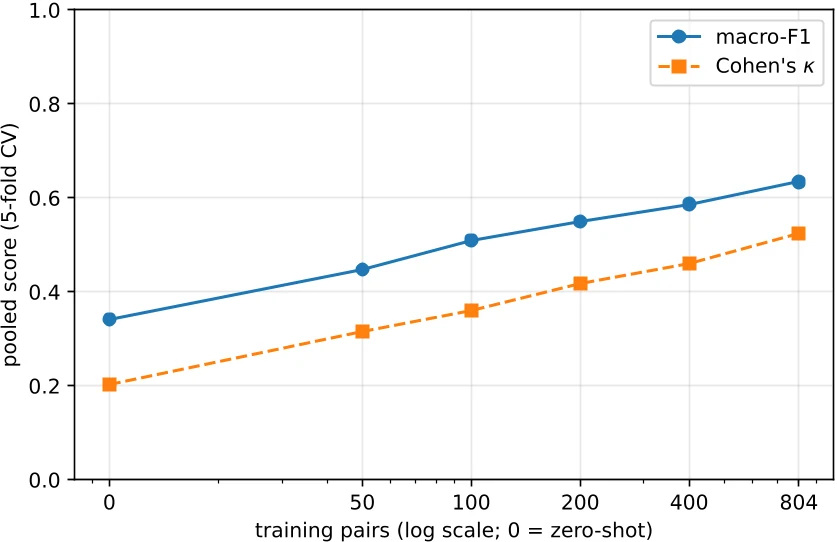 1.0
0.8
0.6
0.4
0.2
0.0
pooled score (5-fold CV)
macro-F1
Cohen's κ
0 50 100 200 400 804
training pairs (log scale; 0 = zero-shot)